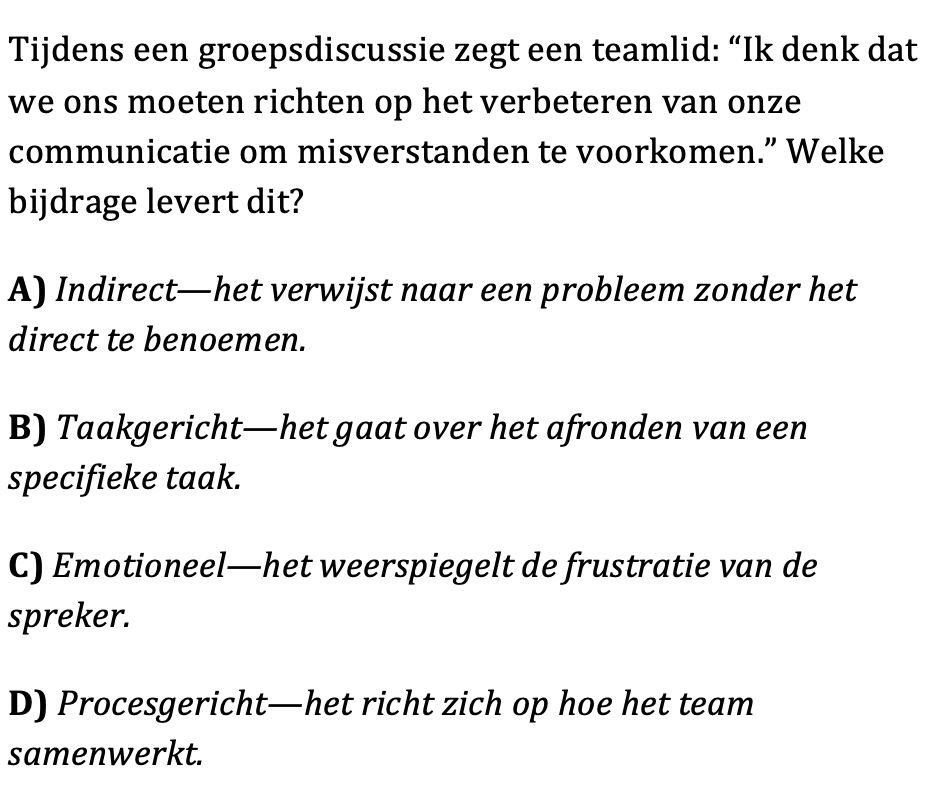 Tijdens een groepsdiscussie zegt een teamlid: “Ik denk dat
we ons moeten richten op het verbeteren van onze
communicatie om misverstanden te voorkomen.” Welke
bijdrage levert dit?
A) Indirect—het verwijst naar een probleem zonder het
direct te benoemen.
B) Taakgericht—het gaat over het afronden van een
specifieke taak.
C) Emotioneel—het weerspiegelt de frustratie van de
spreker.
D) Procesgericht—het richt zich op hoe het team
samenwerkt.